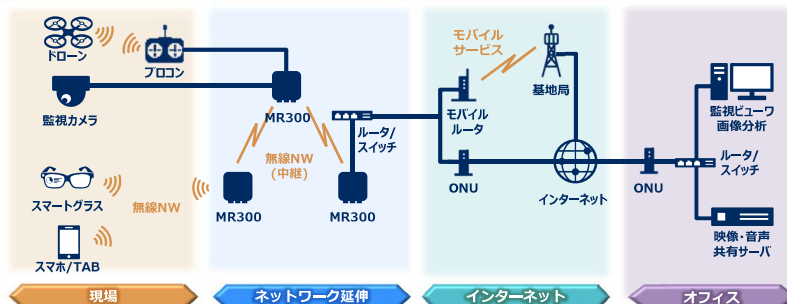 ドローン
プロコン
監視カメラ
スマートグラス
無線NW
スマホ/TAB
MR300
無線NW
(中継)
MR300
MR300
ルータ/
スイッチ
モバイル
サービス
モバイル
ルータ
基地局
ONU
インターネット
ONU
監視ビューワ
画像分析
ルータ/
スイッチ
映像・音声
共有サーバ
現場
ネットワーク延伸
インターネット
オフィス